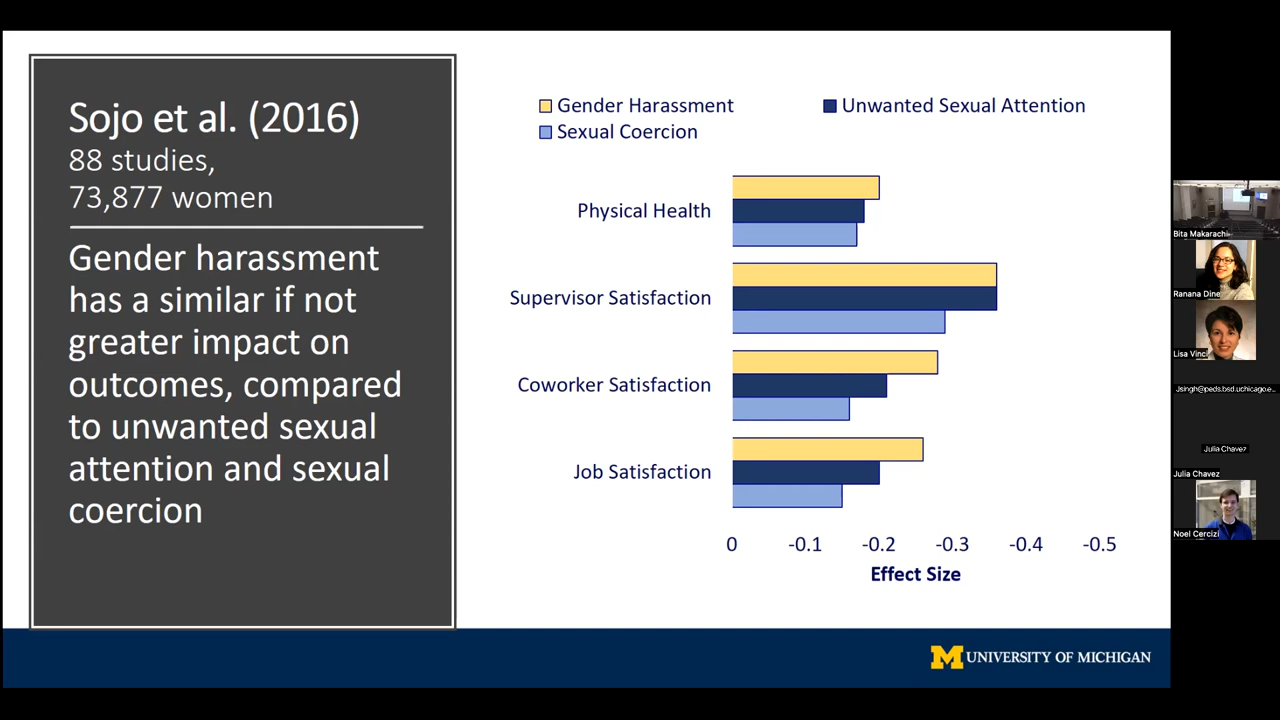 Sojo et al. (2016)
88 studies,
73,877 women
Gender harassment
has a similar if not
greater impact on
outcomes, compared
to unwanted sexual
attention and sexual
coercion
Gender Harassment
Unwanted Sexual Attention
Sexual Coercion
Physical Health
Supervisor Satisfaction
Coworker Satisfaction
Job Satisfaction
0 -0.1 -0.2 -0.3 -0.4 -0.5
Effect Size
M UNIVERSITY OF MICHIGAN
Bita Makarachi
Ranana Dine
Lisa Vinci
Jsingh@peds.bsd.uchicago.e...
Julia Chavez
Julia Chavez
Noel Cercizi